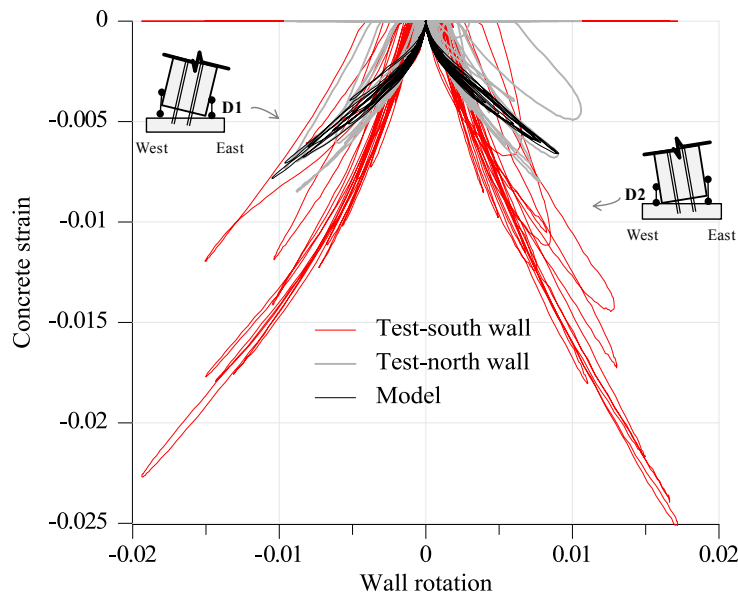 0
-0.005
-0.01
-0.015
-0.02
-0.025
Concrete strain
D1
West East
D2
West East
Test-south wall
Test-north wall
Model
-0.02 -0.01 0 0.01 0.02
Wall rotation